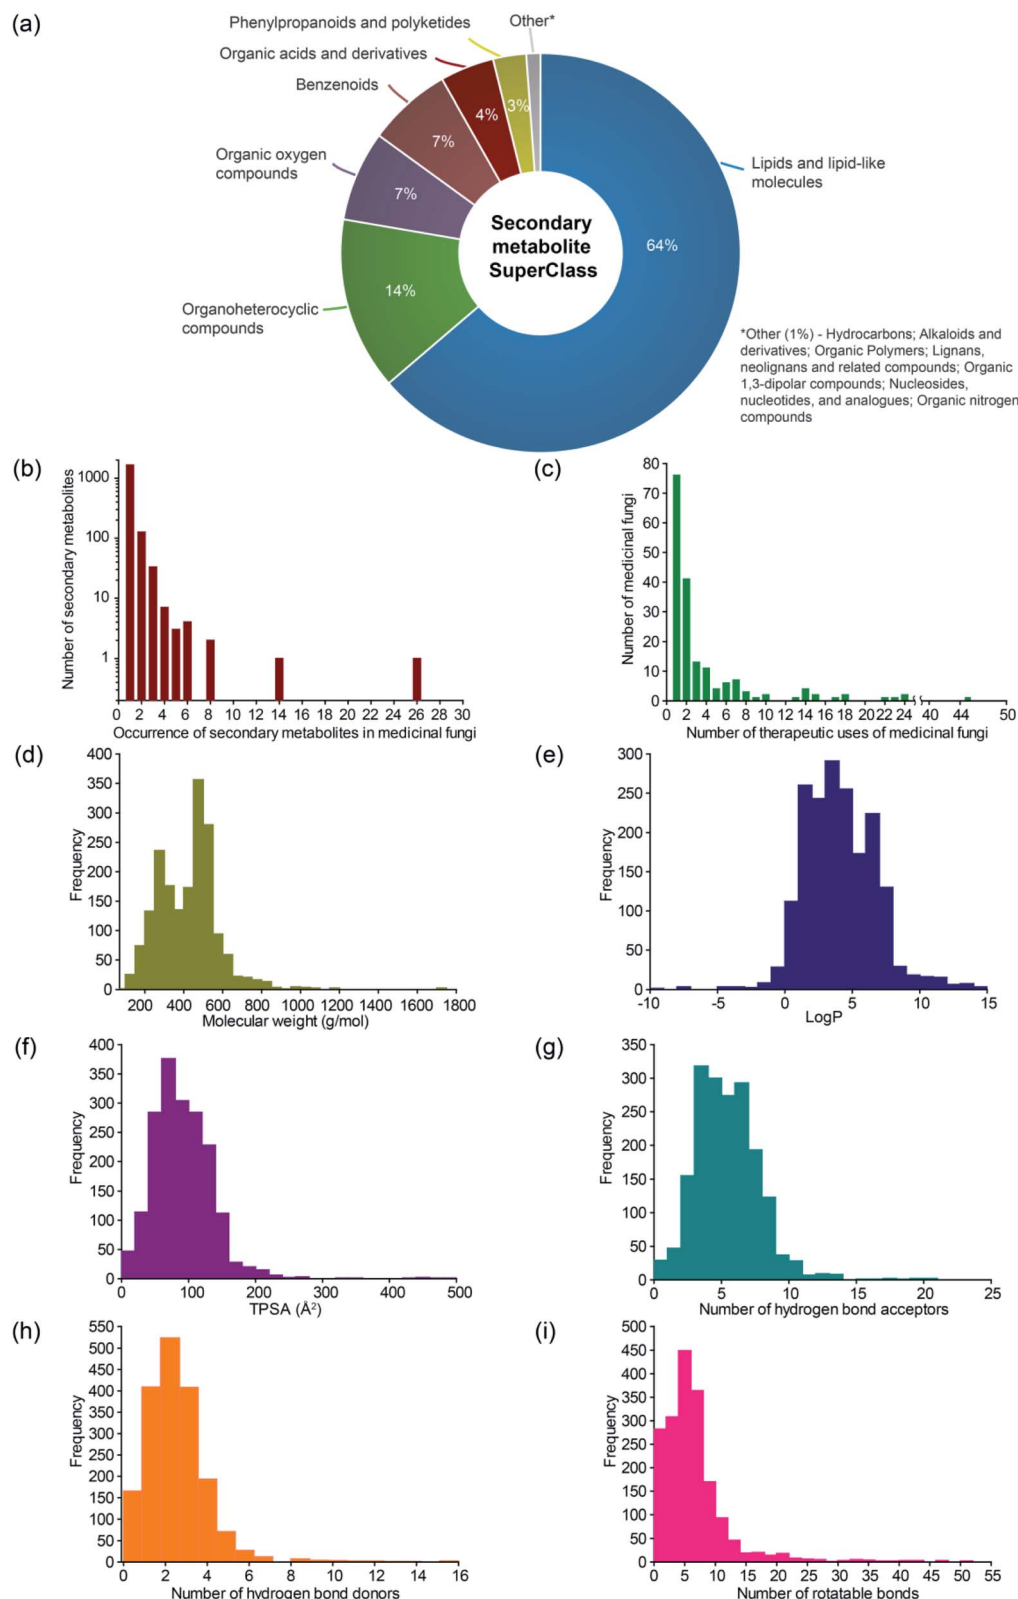 (a)
Phenylpropanoids and polyketides
Other*
Organic acids and derivatives
Benzenoids
Organic oxygen
compounds
Organoheterocyclic
compounds
Lipids and lipid-like
molecules
3%
4%
7%
7%
14%
64%
Secondary
metabolite
SuperClass
*Other (1%) - Hydrocarbons; Alkaloids and
derivatives; Organic Polymers; Lignans,
neolignans and related compounds; Organic
1,3-dipolar compounds; Nucleosides,
nucleotides, and analogues; Organic nitrogen
compounds
(b)
Number of secondary metabolites
1000
100
10
1
0 2 4 6 8 10 12 14 16 18 20 22 24 26 28 30
Occurrence of secondary metabolites in medicinal fungi
(c)
Number of medicinal fungi
80
70
60
50
40
30
20
10
0
0 2 4 6 8 10 12 14 16 18 20 22 24 40 44 50
Number of therapeutic uses of medicinal fungi
(d)
Frequency
400
350
300
250
200
150
100
50
0
200 400 600 800 1000 1200 1400 1600 1800
Molecular weight (g/mol)
(e)
Frequency
300
250
200
150
100
50
0
-10 -5 0 5 10 15
LogP
(f)
Frequency
400
350
300
250
200
150
100
50
0
0 100 200 300 400 500
TPSA (Å²)
(g)
Frequency
350
300
250
200
150
100
50
0
0 5 10 15 20 25
Number of hydrogen bond acceptors
(h)
Frequency
550
500
450
400
350
300
250
200
150
100
50
0
0 2 4 6 8 10 12 14 16
Number of hydrogen bond donors
(i)
Frequency
500
450
400
350
300
250
200
150
100
50
0
0 5 10 15 20 25 30 35 40 45 50 55
Number of rotatable bonds